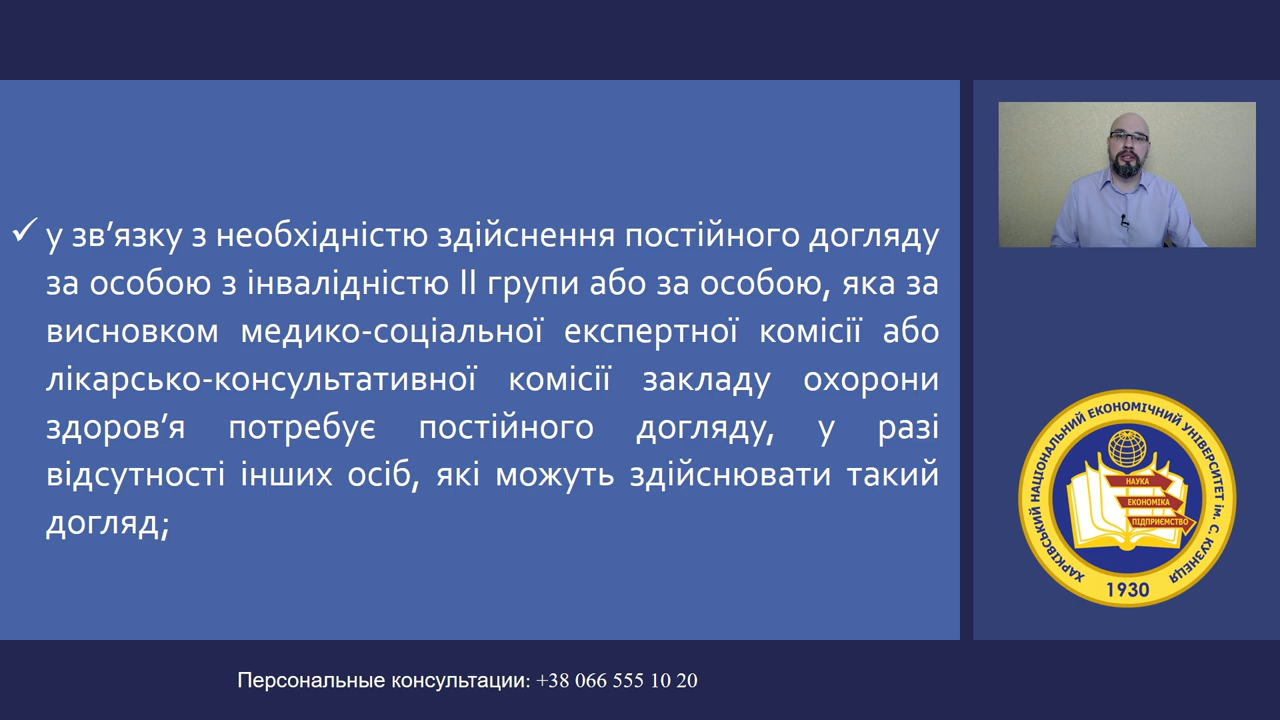 ✓ у зв’язку з необхідністю здійснення постійного догляду
за особою з інвалідністю ІІ групи або за особою, яка за
висновком медико-соціальної експертної комісії або
лікарсько-консультативної комісії закладу охорони
здоров’я потребує постійного догляду, у разі
відсутності інших осіб, які можуть здійснювати такий
догляд;
ХАРКІВСЬКИЙ НАЦІОНАЛЬНИЙ ЕКОНОМІЧНИЙ УНІВЕРСИТЕТ ім. С. КУЗНЕЦЯ
НАУКА
ЕКОНОМІКА
ПІДПРИЄМСТВО
1930
Персональные консультации: +38 066 555 10 20